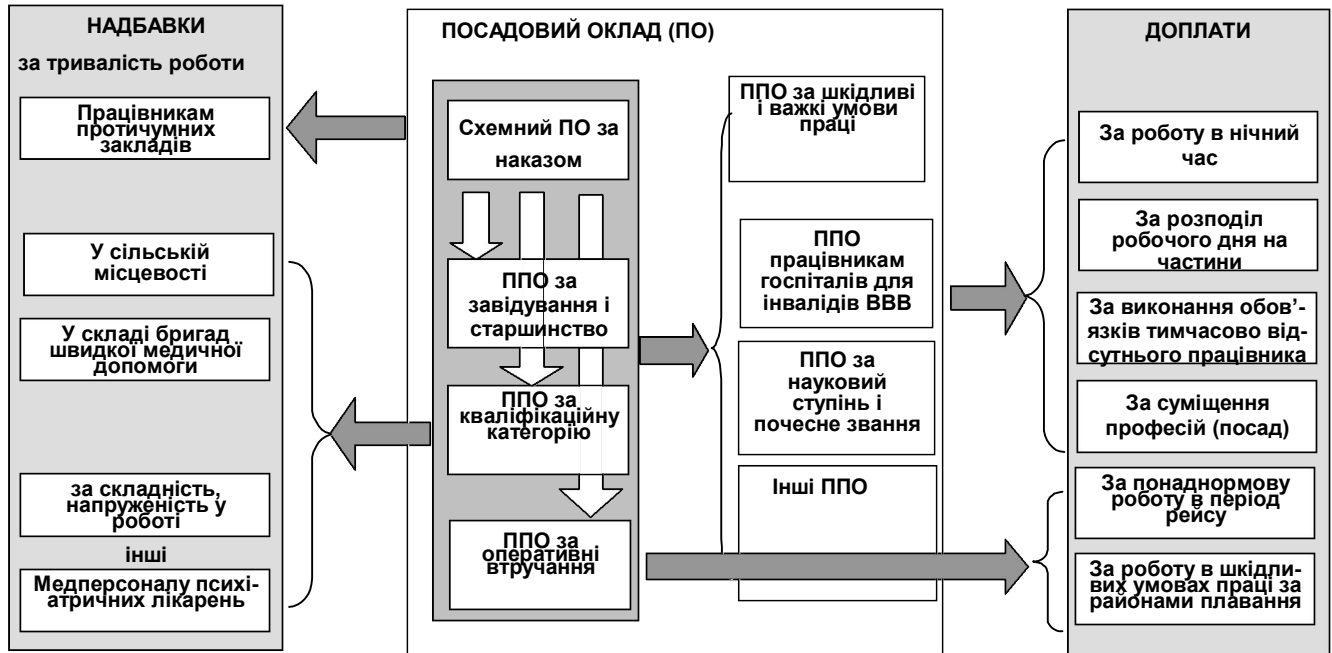 НАДБАВКИ
за тривалість роботи
Працівникам
протичумних
закладів
У сільській
місцевості
У складі бригад
швидкої медичної
допомоги
за складність,
напруженість у
роботі
інші
Медперсоналу психі-
атричних лікарень
ПОСАДОВИЙ ОКЛАД (ПО)
Схемний ПО за
наказом
ППО за
завідування і
старшинство
ППО за
кваліфікаційну
категорію
ППО за
оперативні
втручання
ППО за шкідливі
і важкі умови
праці
ППО
працівникам
госпіталів для
інвалідів ВВВ
ППО за
науковий
ступінь і
почесне звання
Інші ППО
ДОПЛАТИ
За роботу в нічний
час
За розподіл
робочого дня на
частини
За виконання обов’-
язків тимчасово від-
сутнього працівника
За суміщення
професій (посад)
За понаднормову
роботу в період
рейсу
За роботу в шкідли-
вих умовах праці за
районами плавання